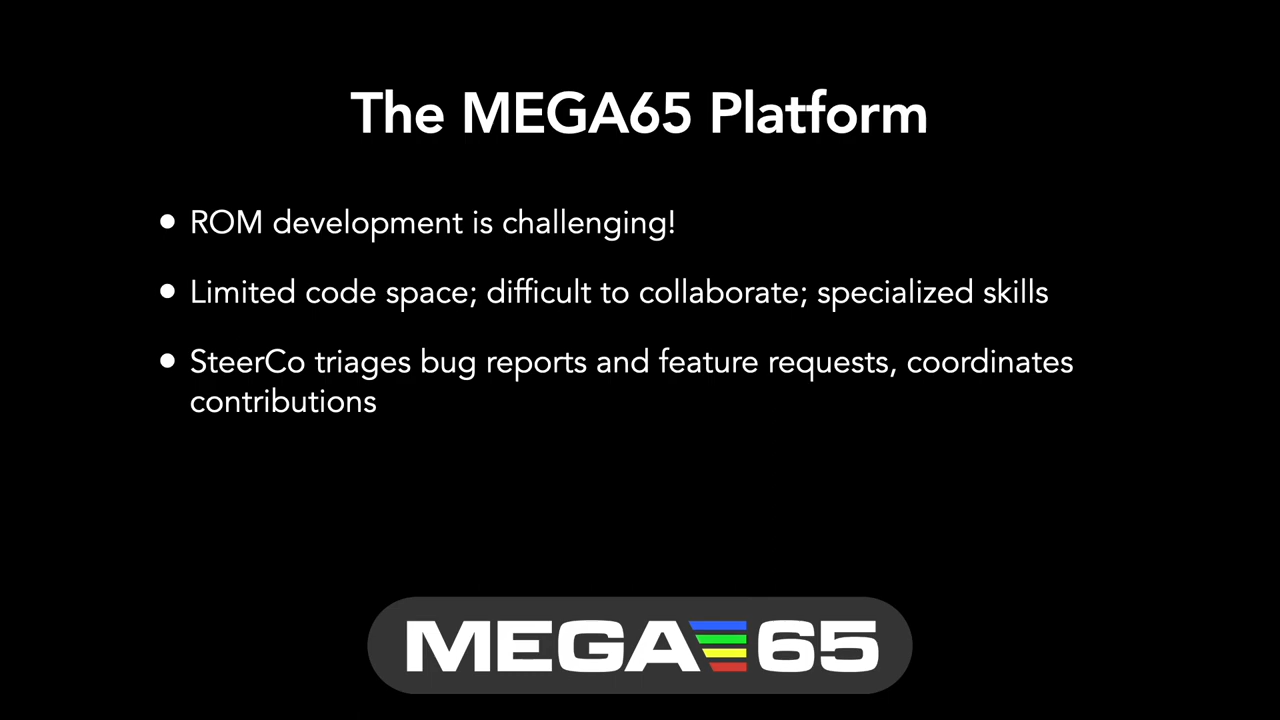 The MEGA65 Platform
• ROM development is challenging!
• Limited code space; difficult to collaborate; specialized skills
• SteerCo triages bug reports and feature requests, coordinates
contributions
MEGA65